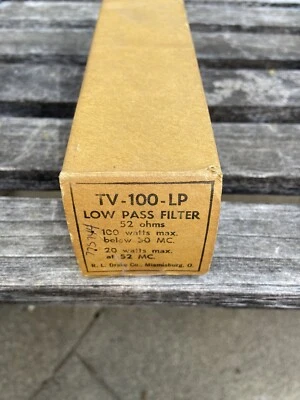 TV-100-LP
LOW PASS FILTER
52 ohms
100 watts max.
below 30 MC.
20 watts max.
at 52 MC.
R. L. Drake Co., Miamisburg, O.